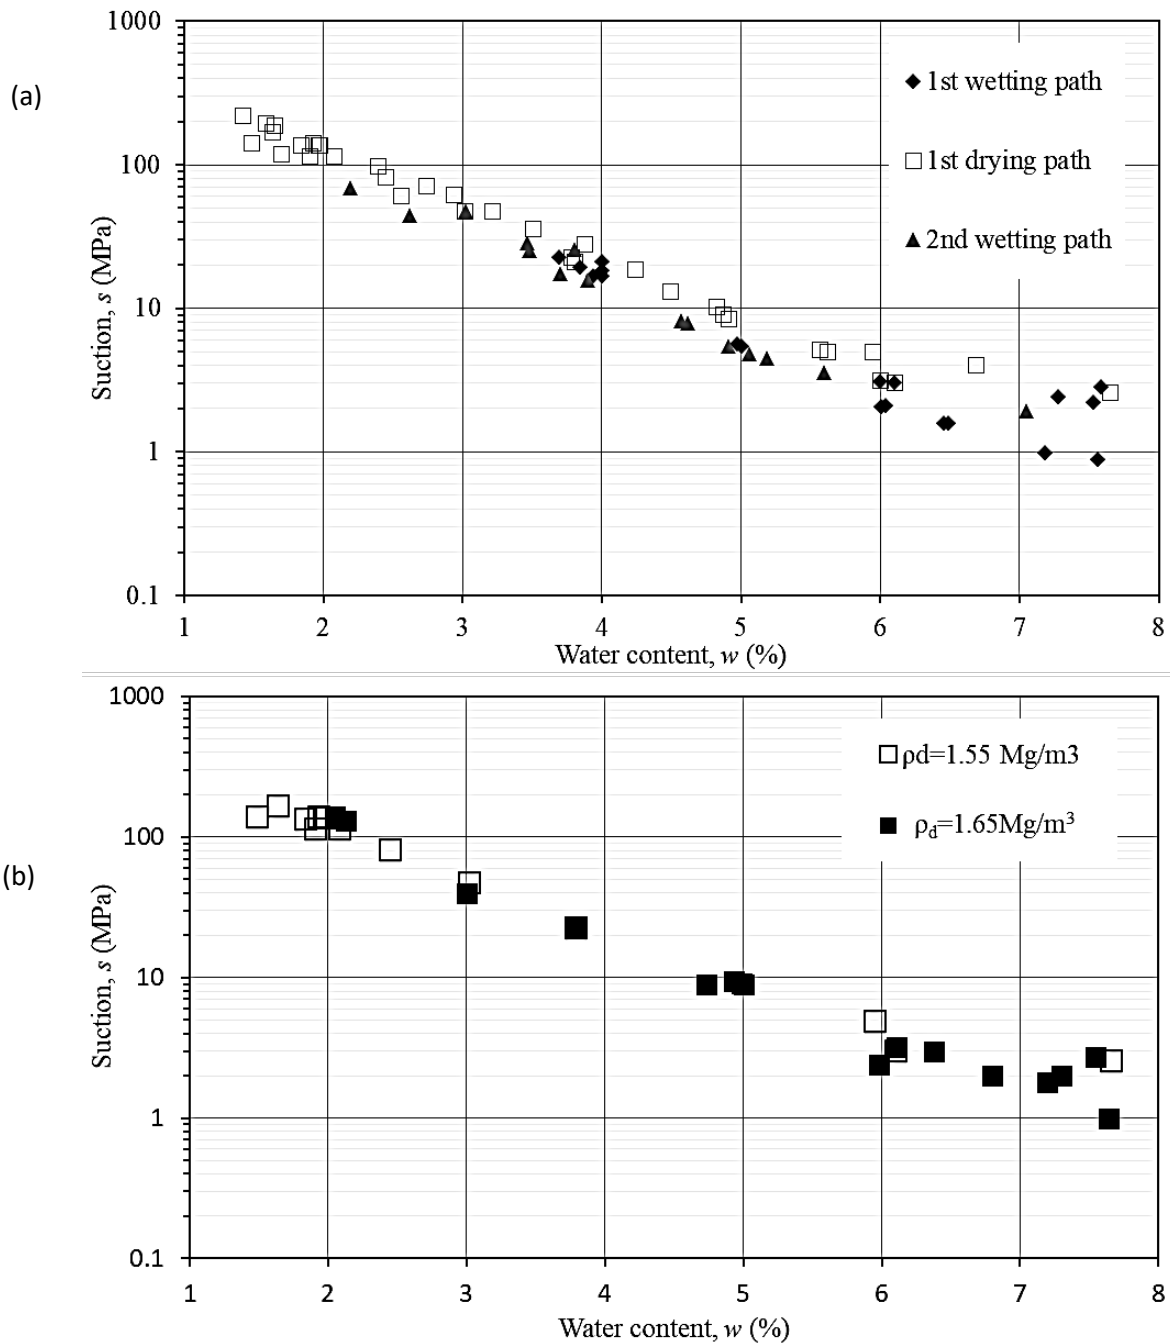 (a)
1000
100
10
1
0.1
Suction, s (MPa)
1st wetting path
1st drying path
2nd wetting path
1 2 3 4 5 6 7 8
Water content, w (%)
(b)
1000
100
10
1
0.1
Suction, s (MPa)
ρd=1.55 Mg/m3
ρd=1.65Mg/m³
1 2 3 4 5 6 7 8
Water content, w (%)